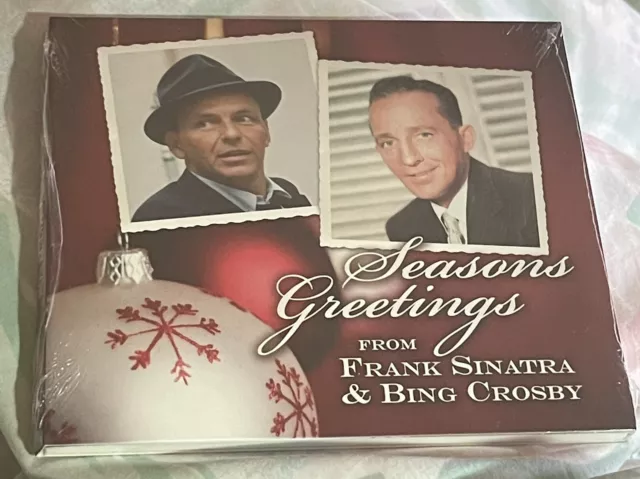 Seasons
Greetings
FROM
FRANK SINATRA
& BING CROSBY